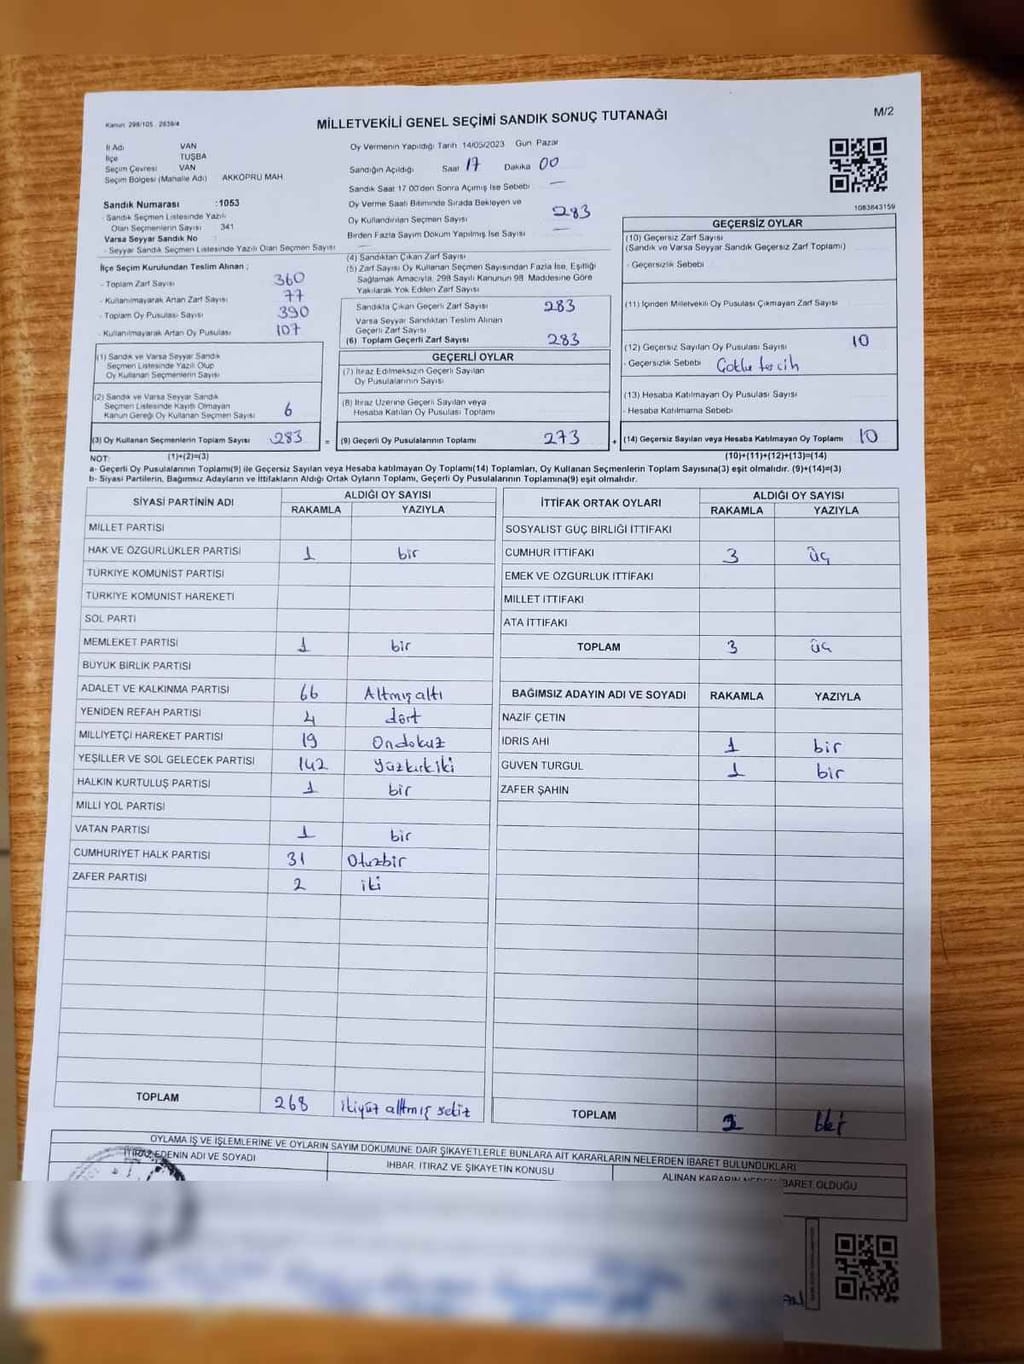 Kanun: 298/105 , 2839/4
MİLLETVEKİLİ GENEL SEÇİMİ SANDIK SONUÇ TUTANAĞI
M/2
İl Adı VAN
İlçe TUŞBA
Seçim Çevresi VAN
Seçim Bölgesi (Mahalle Adı) AKKÖPRÜ MAH
Sandık Numarası :1053
- Sandık Seçmen Listesinde Yazılı
Olan Seçmenlerin Sayısı 341
Varsa Seyyar Sandık No :
- Seyyar Sandık Seçmen Listesinde Yazılı Olan Seçmen Sayısı
Oy Vermenin Yapıldığı Tarih 14/05/2023 Gün Pazar
Sandığın Açıldığı Saat 17 Dakika 00
Sandık Saat 17 00'den Sonra Açılmış İse Sebebi —
Oy Verme Saati Bitiminde Sırada Bekleyen ve
Oy Kullandırılan Seçmen Sayısı 283
Birden Fazla Sayım Döküm Yapılmış İse Sayısı —
1083843159
İlçe Seçim Kurulundan Teslim Alınan ;
- Toplam Zarf Sayısı 360
- Kullanılmayarak Artan Zarf Sayısı 77
- Toplam Oy Pusulası Sayısı 390
- Kullanılmayarak Artan Oy Pusulası 107
(1) Sandık ve Varsa Seyyar Sandık
Seçmen Listesinde Yazılı Olup
Oy Kullanan Seçmenlerin Sayısı
(2) Sandık ve Varsa Seyyar Sandık
Seçmen Listesinde Kayıtlı Olmayan
Kanun Gereği Oy Kullanan Seçmen Sayısı 6
(3) Oy Kullanan Seçmenlerin Toplam Sayısı 283
(4) Sandıktan Çıkan Zarf Sayısı
(5) Zarf Sayısı Oy Kullanan Seçmen Sayısından Fazla İse, Eşitliği
Sağlamak Amacıyla, 298 Sayılı Kanunun 98. Maddesine Göre
Yakılarak Yok Edilen Zarf Sayısı
Sandıkta Çıkan Geçerli Zarf Sayısı 283
Varsa Seyyar Sandıktan Teslim Alınan
Geçerli Zarf Sayısı
(6) Toplam Geçerli Zarf Sayısı 283
GEÇERLİ OYLAR
(7) İtiraz Edilmeksizin Geçerli Sayılan
Oy Pusulalarının Sayısı
(8) İtiraz Üzerine Geçerli Sayılan veya
Hesaba Katılan Oy Pusulası Toplamı
= (9) Geçerli Oy Pusulalarının Toplamı 273
GEÇERSİZ OYLAR
(10) Geçersiz Zarf Sayısı
(Sandık ve Varsa Seyyar Sandık Geçersiz Zarf Toplamı)
- Geçersizlik Sebebi
(11) İçinden Milletvekili Oy Pusulası Çıkmayan Zarf Sayısı
(12) Geçersiz Sayılan Oy Pusulası Sayısı 10
- Geçersizlik Sebebi Çoklu tercih
(13) Hesaba Katılmayan Oy Pusulası Sayısı
- Hesaba Katılmama Sebebi
+ (14) Geçersiz Sayılan veya Hesaba Katılmayan Oy Toplamı 10
NOT: (1)+(2)=(3)
(10)+(11)+(12)+(13)=(14)
a- Geçerli Oy Pusulalarının Toplamı(9) ile Geçersiz Sayılan veya Hesaba katılmayan Oy Toplamı(14) Toplamları, Oy Kullanan Seçmenlerin Toplam Sayısına(3) eşit olmalıdır. (9)+(14)=(3)
b- Siyasi Partilerin, Bağımsız Adayların ve İttifakların Aldığı Ortak Oyların Toplamı, Geçerli Oy Pusulalarının Toplamına(9) eşit olmalıdır.
SİYASİ PARTİNİN ADI ALDIĞI OY SAYISI
RAKAMLA YAZIYLA
MİLLET PARTİSİ
HAK VE ÖZGÜRLÜKLER PARTİSİ 1 bir
TÜRKİYE KOMÜNİST PARTİSİ
TÜRKİYE KOMÜNİST HAREKETİ
SOL PARTİ
MEMLEKET PARTİSİ 1 bir
BÜYÜK BİRLİK PARTİSİ
ADALET VE KALKINMA PARTİSİ 66 Altmışaltı
YENİDEN REFAH PARTİSİ 4 dört
MİLLİYETÇİ HAREKET PARTİSİ 19 Ondokuz
YEŞİLLER VE SOL GELECEK PARTİSİ 142 Yüzkırkiki
HALKIN KURTULUŞ PARTİSİ 1 bir
MİLLİ YOL PARTİSİ
VATAN PARTİSİ 1 bir
CUMHURİYET HALK PARTİSİ 31 Otuzbir
ZAFER PARTİSİ 2 iki
TOPLAM 268 ikiyüz altmış sekiz
İTTİFAK ORTAK OYLARI ALDIĞI OY SAYISI
RAKAMLA YAZIYLA
SOSYALİST GÜÇ BİRLİĞİ İTTİFAKI
CUMHUR İTTİFAKI 3 üç
EMEK VE ÖZGÜRLÜK İTTİFAKI
MİLLET İTTİFAKI
ATA İTTİFAKI
TOPLAM 3 üç
BAĞIMSIZ ADAYIN ADI VE SOYADI RAKAMLA YAZIYLA
NAZİF ÇETİN
İDRİS AHİ 1 bir
GÜVEN TURGUL 1 bir
ZAFER ŞAHİN
TOPLAM
OYLAMA İŞ VE İŞLEMLERİNE VE OYLARIN SAYIM DÖKÜMÜNE DAİR ŞİKAYETLERLE BUNLARA AİT KARARLARIN NELERDEN İBARET BULUNDUKLARI
İTİRAZ EDENİN ADI VE SOYADI
İHBAR, İTİRAZ VE ŞİKAYETİN KONUSU
ALINAN KARARIN NEDEN İBARET OLDUĞU